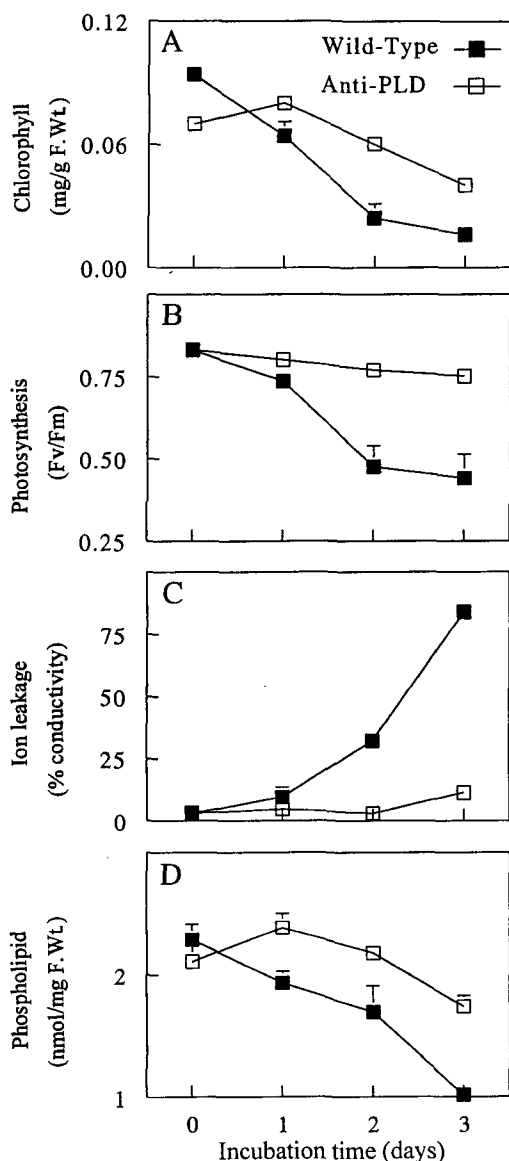 A
Wild-Type
Anti-PLD
Chlorophyll
(mg/g F.Wt.)
0.12
0.06
0.00
B
Photosynthesis
(Fv/Fm)
0.75
0.50
0.25
C
Ion leakage
(% conductivity)
75
50
25
0
D
Phospholipid
(nmol/mg F.Wt.)
2
1
0 1 2 3
Incubation time (days)